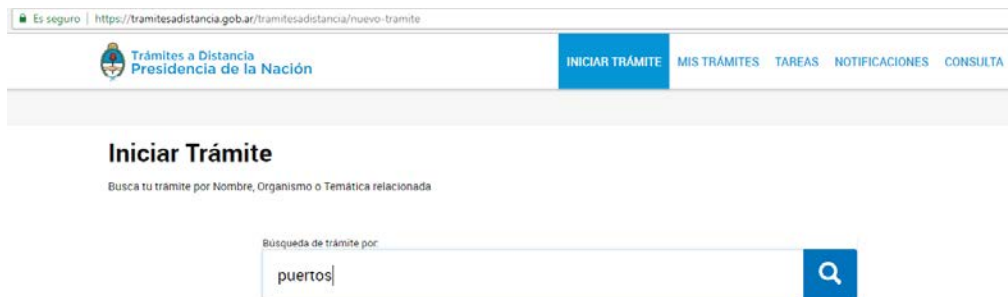 Es seguro | https://tramitesadistancia.gob.ar/tramitesadistancia/nuevo-tramite
Trámites a Distancia
Presidencia de la Nación
INICIAR TRÁMITE MIS TRÁMITES TAREAS NOTIFICACIONES CONSULTA
Iniciar Trámite
Busca tu trámite por Nombre, Organismo o Temática relacionada
Búsqueda de trámite por:
puertos